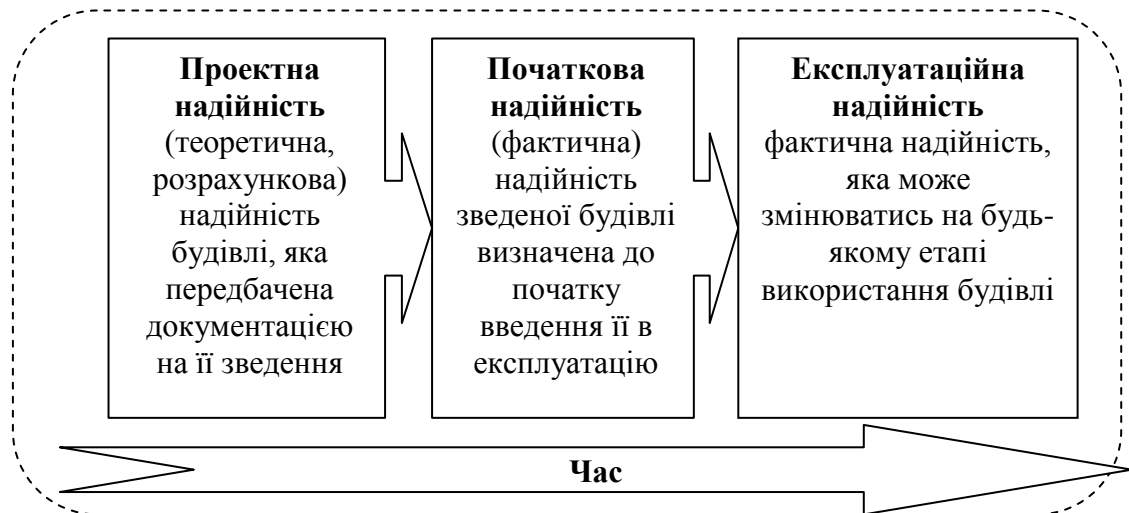 Проектна
надійність
(теоретична,
розрахункова)
надійність
будівлі, яка
передбачена
документацією
на її зведення
Початкова
надійність
(фактична)
надійність
зведеної будівлі
визначена до
початку
введення її в
експлуатацію
Експлуатаційна
надійність
фактична надійність,
яка може
змінюватись на будь-
якому етапі
використання будівлі
Час